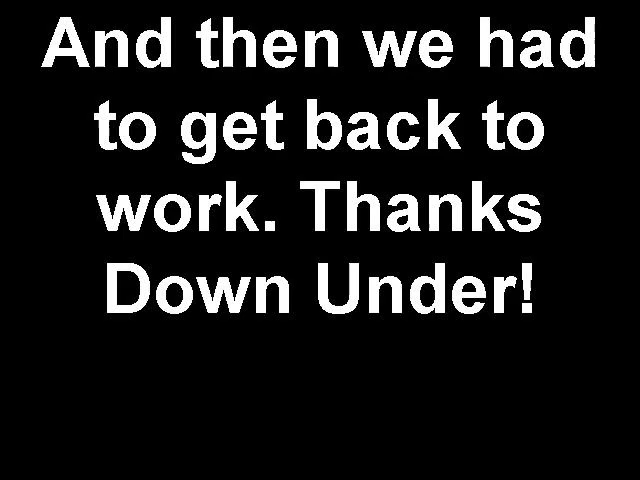 And then we had
to get back to
work. Thanks
Down Under!